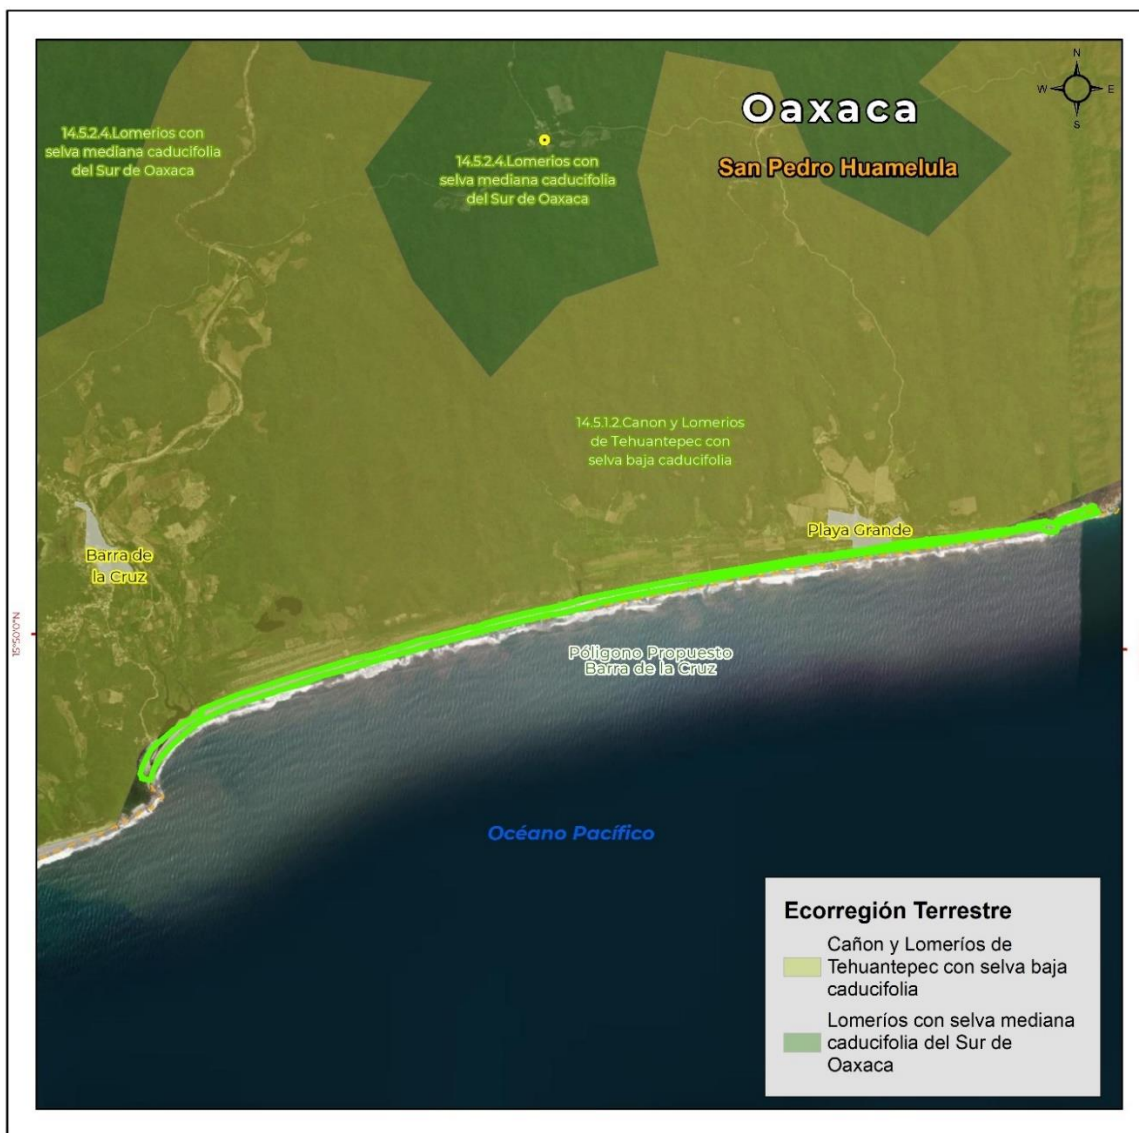 N
W
E
S
Oaxaca
San Pedro Huamelula
14.5.2.4.Lomerios con
selva mediana caducifolia
del Sur de Oaxaca
14.5.2.4.Lomerios con
selva mediana caducifolia
del Sur de Oaxaca
14.5.1.2.Canon y Lomerios
de Tehuantepec con
selva baja caducifolia
Playa Grande
Barra de
la Cruz
15°50'0"N
Póligono Propuesto
Barra de la Cruz
Océano Pacífico
Ecorregión Terrestre
Cañon y Lomeríos de
Tehuantepec con selva baja
caducifolia
Lomeríos con selva mediana
caducifolia del Sur de
Oaxaca